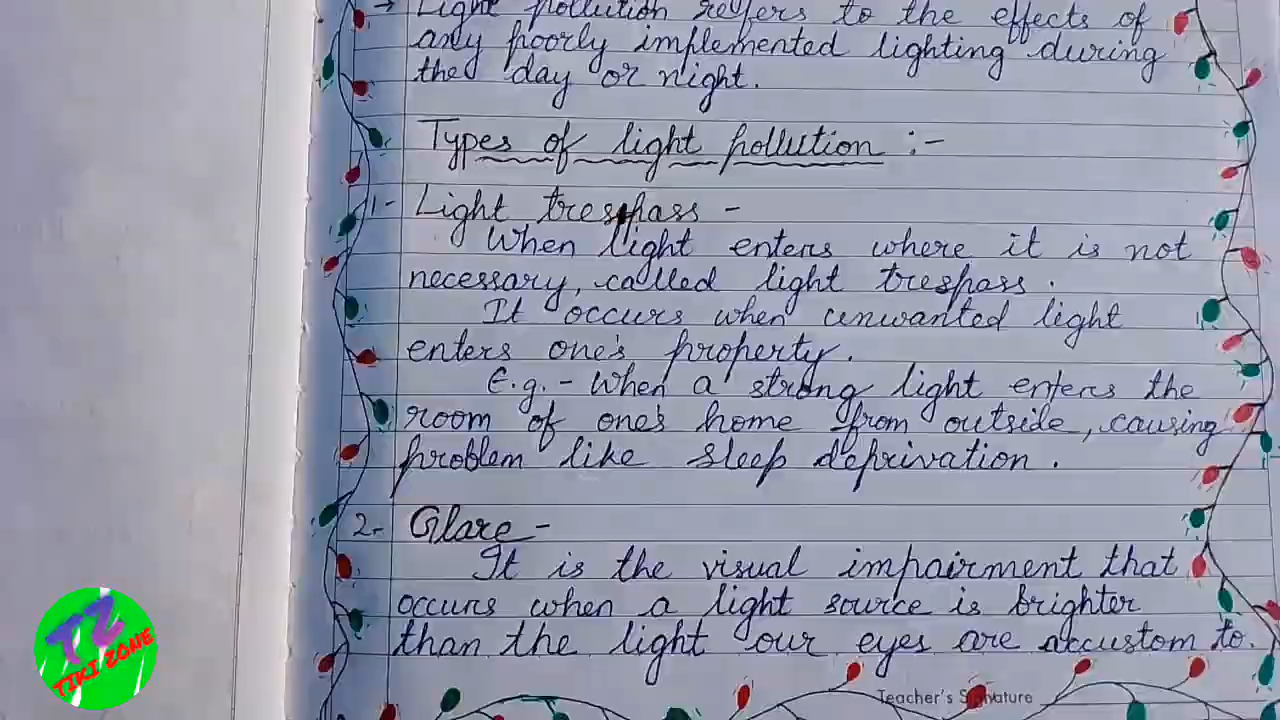 → Light pollution refers to the effects of
any poorly implemented lighting during
the day or night.
Types of light pollution :-
1- Light trespass -
When light enters where it is not
necessary, called light trespass.
It occurs when unwanted light
enters one's property.
E.g. - When a strong light enters the
room of one's home from outside, causing
problem like sleep deprivation.
2- Glare -
It is the visual impairment that
occurs when a light source is brighter
than the light our eyes are accustom to.
Teacher's Signature
TZ
TIKI ZONE